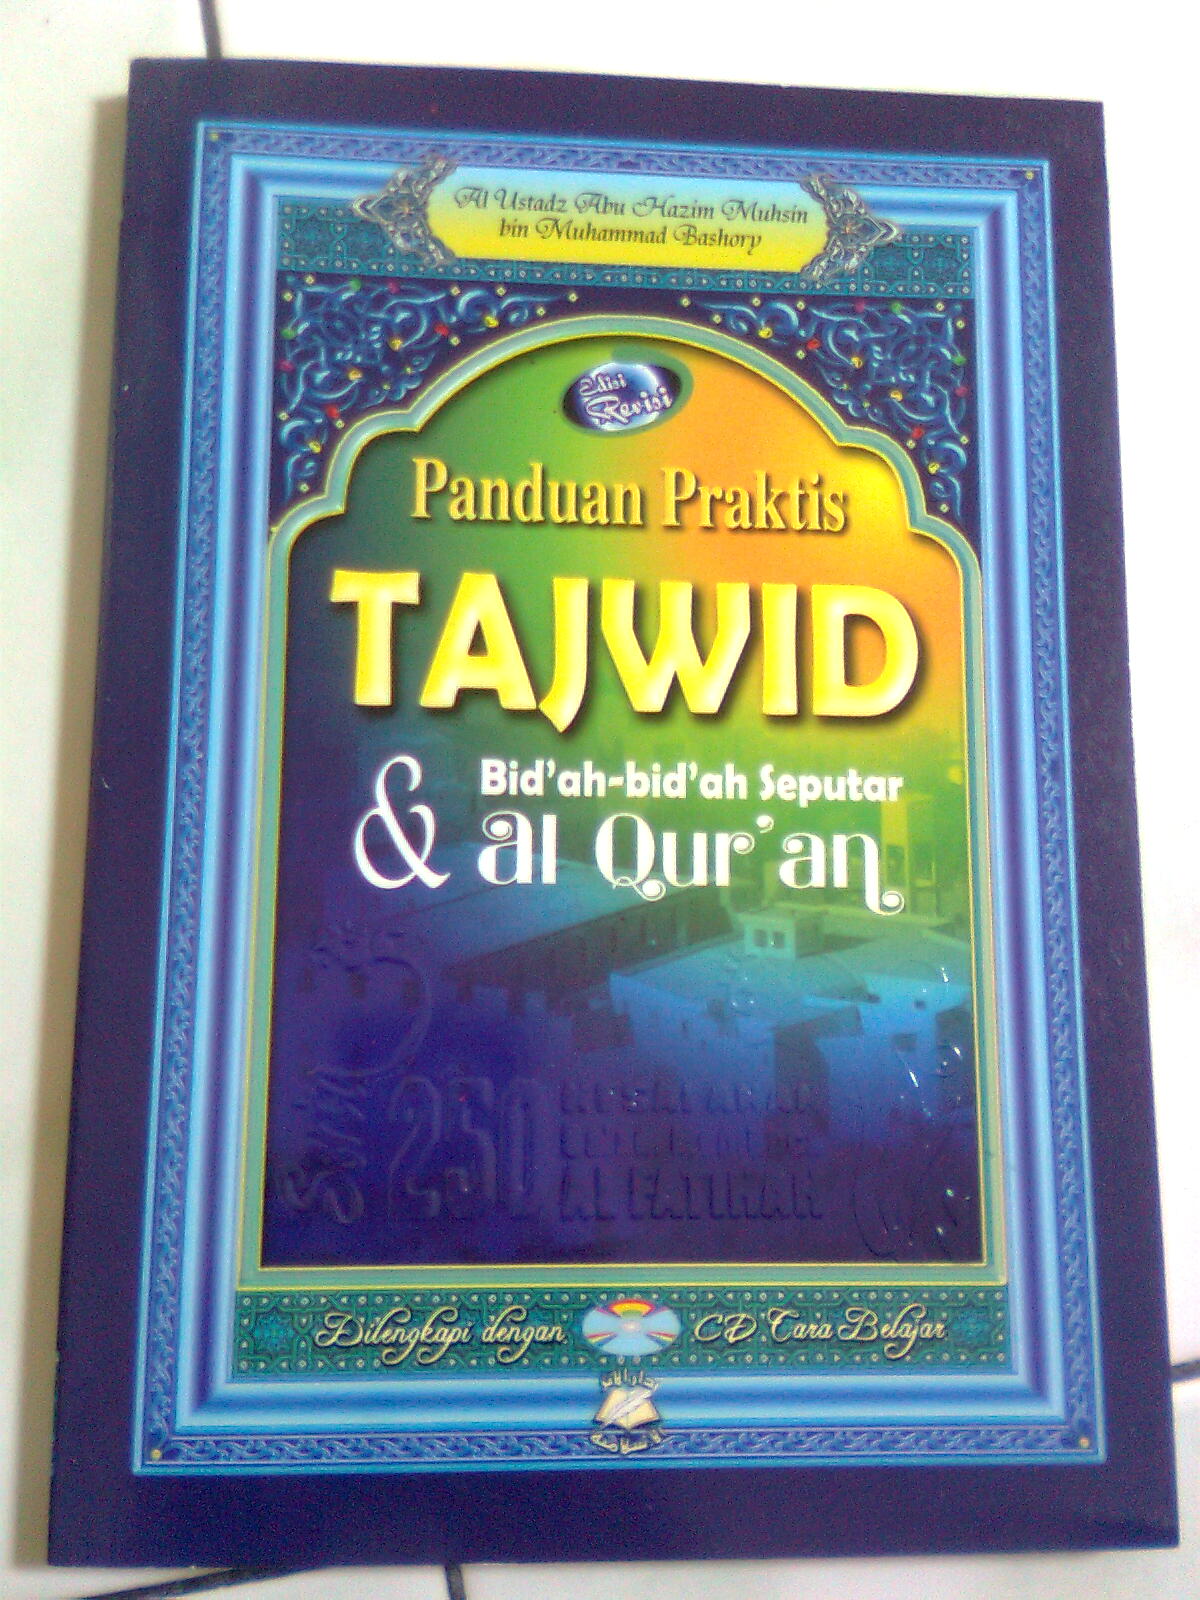 Al Ustadz Abu Hazim Muhsin
bin Muhammad Bashory
Edisi
Revisi
Panduan Praktis
TAJWID
& Bid'ah-bid'ah Seputar
al Qur'an
250
KESALAHAN
AL FATIHAH
Dilengkapi dengan CD Cara Belajar